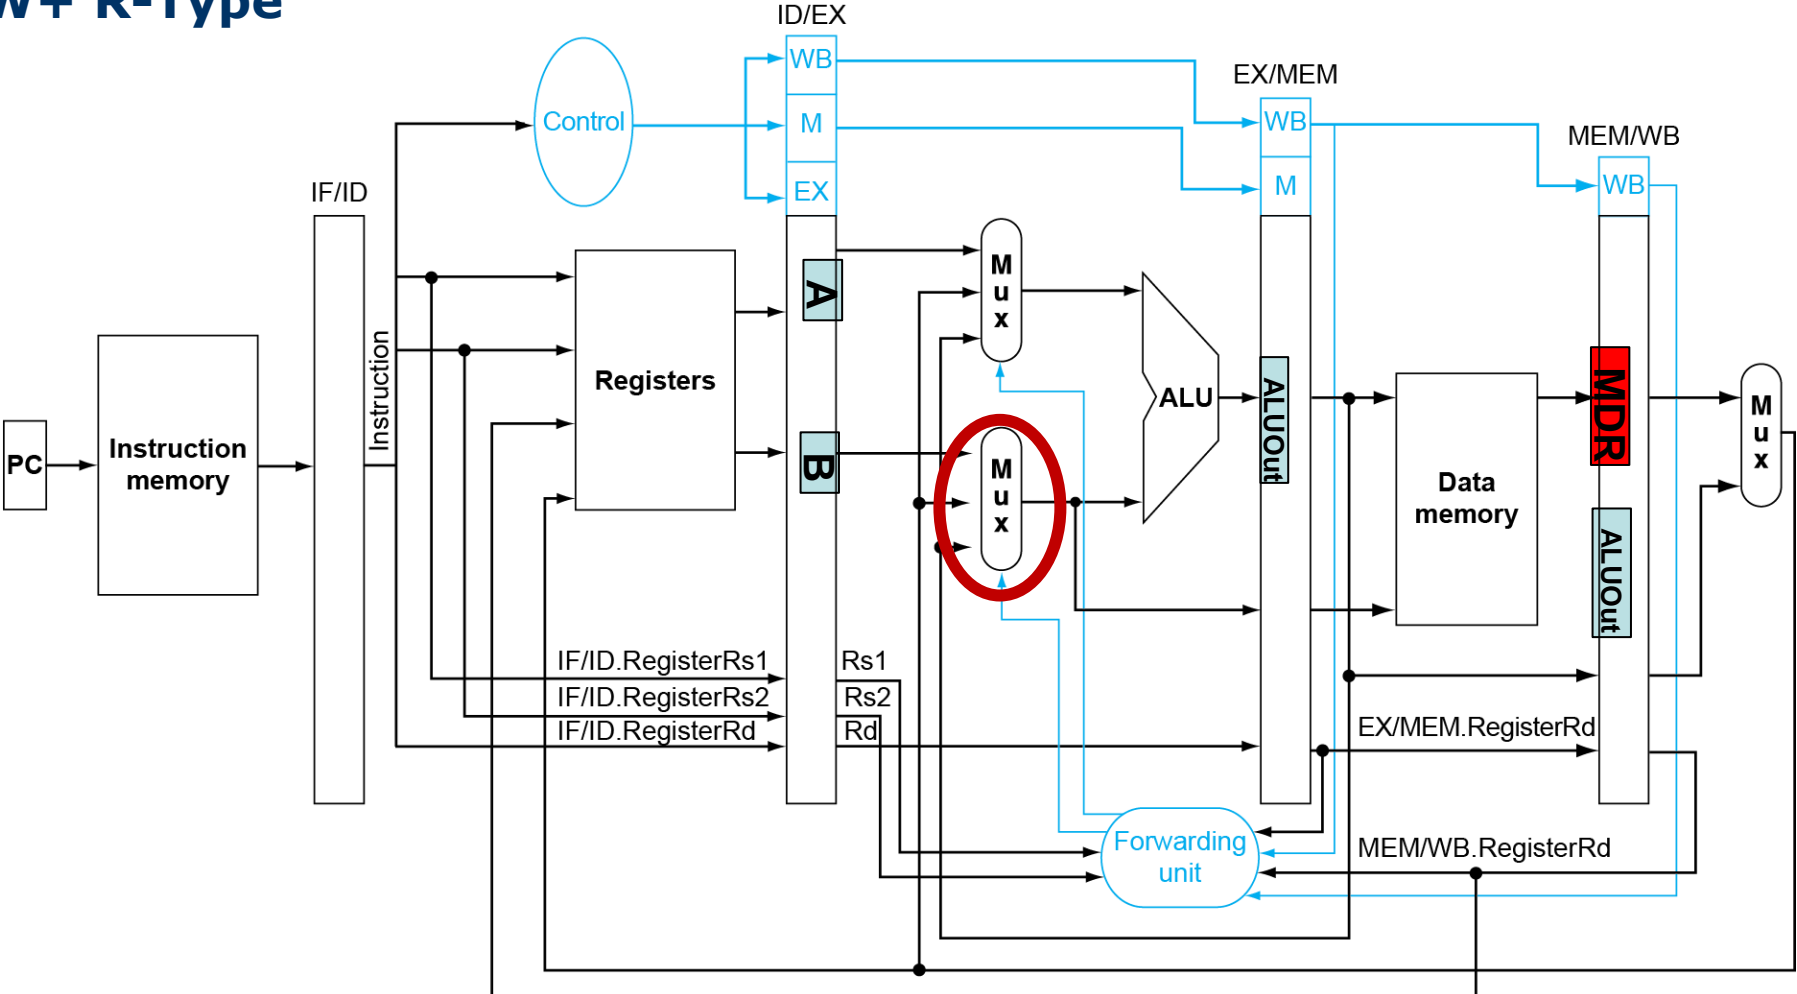 W+ R-Type
ID/EX
WB
M
EX
Control
EX/MEM
WB
M
MEM/WB
WB
IF/ID
Instruction
PC
Instruction
memory
Registers
A
B
M
u
x
M
u
x
ALU
ALUOut
Data
memory
MDR
ALUOut
M
u
x
IF/ID.RegisterRs1
IF/ID.RegisterRs2
IF/ID.RegisterRd
Rs1
Rs2
Rd
EX/MEM.RegisterRd
Forwarding
unit
MEM/WB.RegisterRd